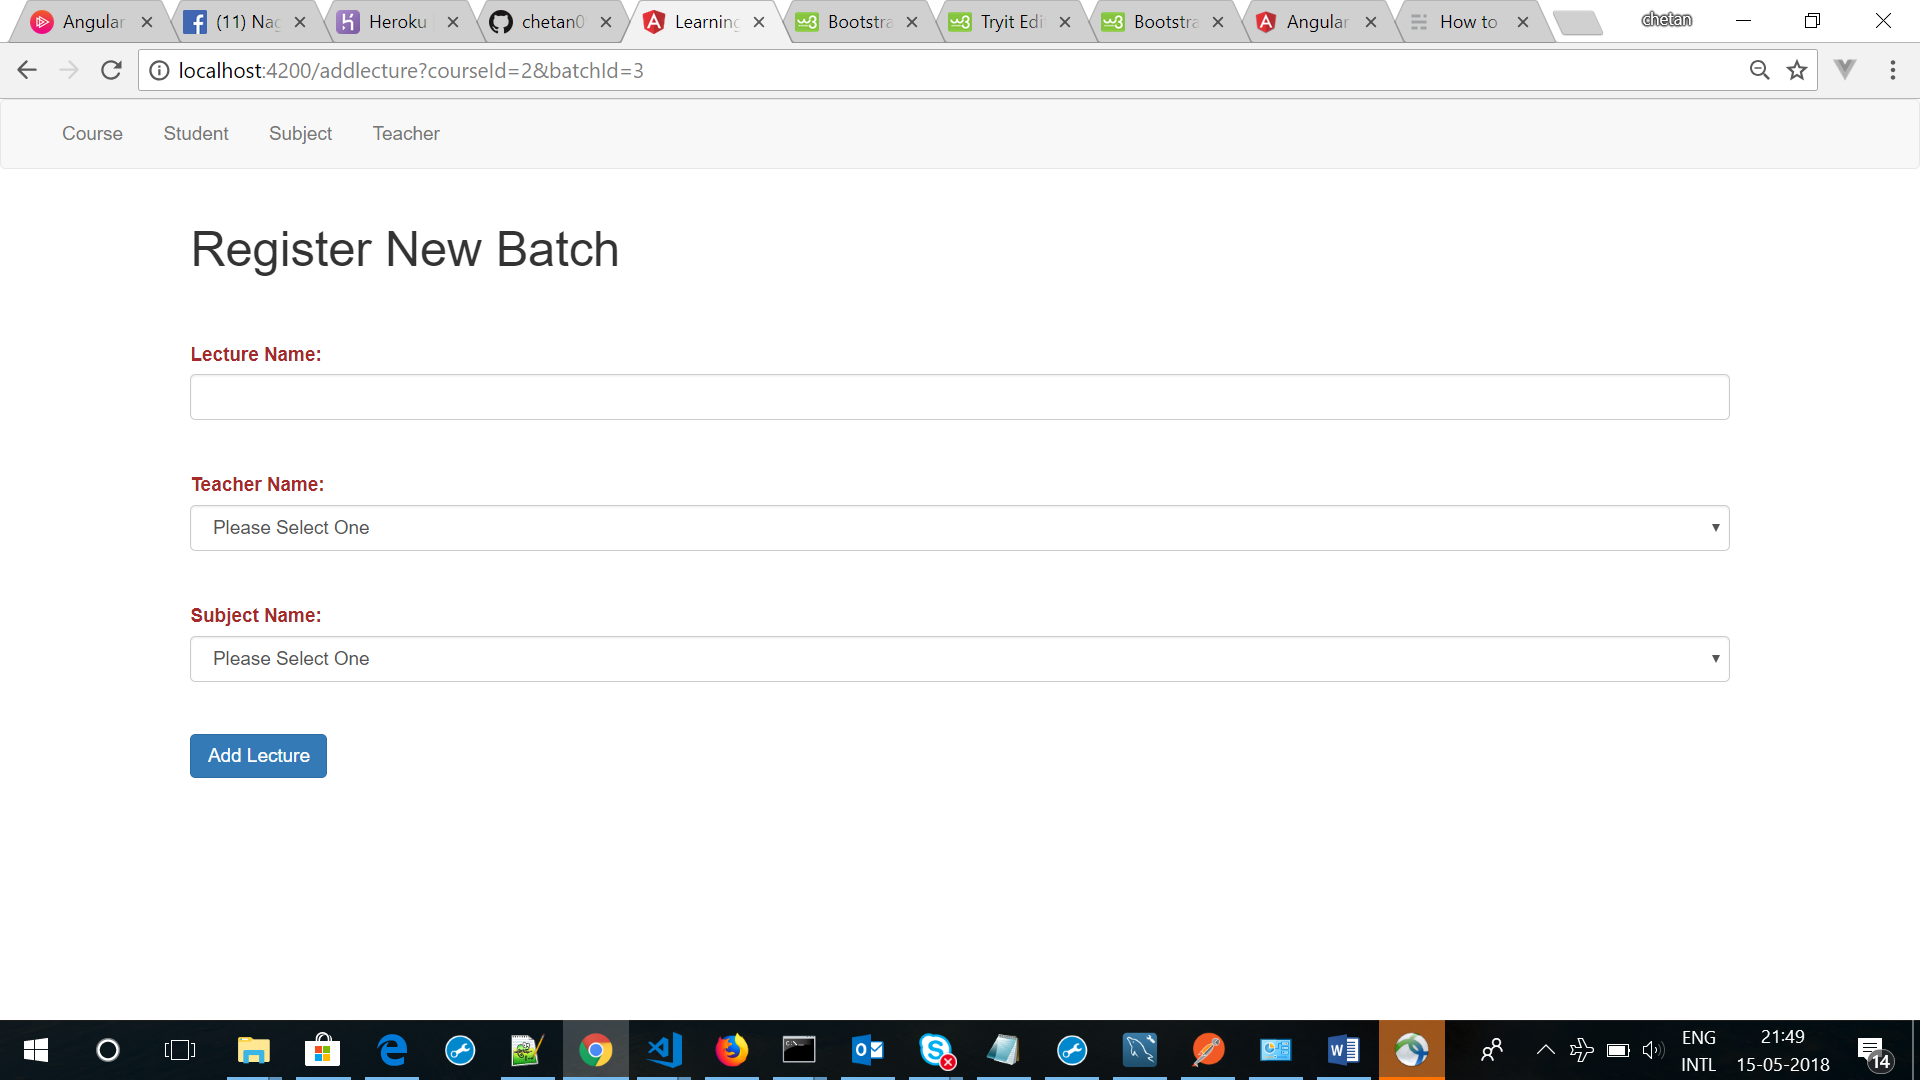 Angular
(11) Nag
Heroku
chetan0
Learning
Bootstra
Tryit Edi
Bootstra
Angular
How to
chetan
localhost:4200/addlecture?courseId=2&batchId=3
Course Student Subject Teacher
Register New Batch
Lecture Name:
Teacher Name:
Please Select One
Subject Name:
Please Select One
Add Lecture
ENG
INTL
21:49
15-05-2018
14